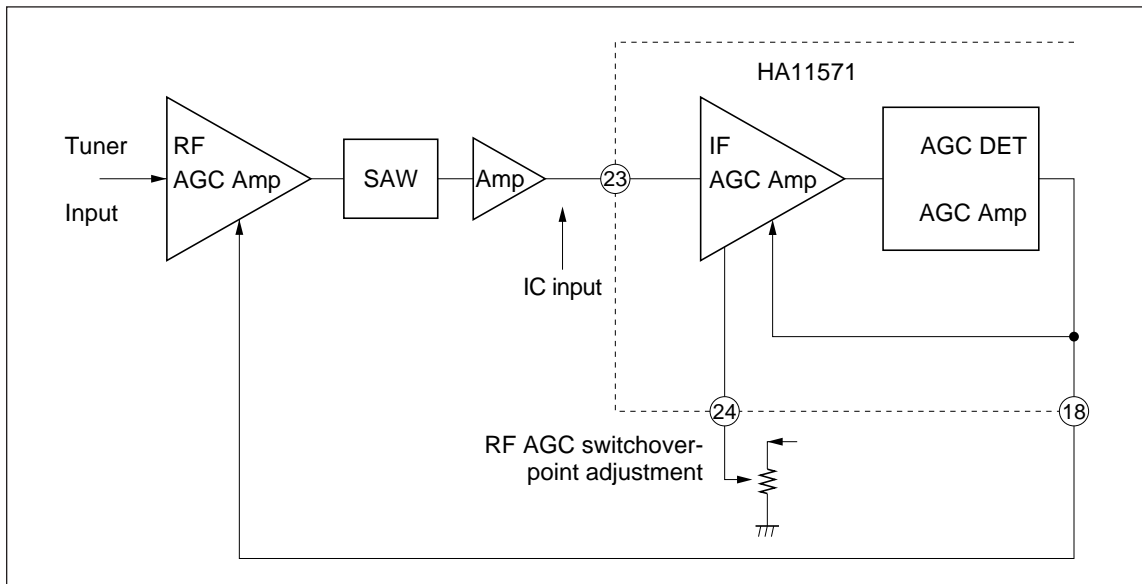 HA11571
Tuner
Input
RF
AGC Amp
SAW
Amp
23
IC input
IF
AGC Amp
AGC DET
AGC Amp
24
18
RF AGC switchover-
point adjustment